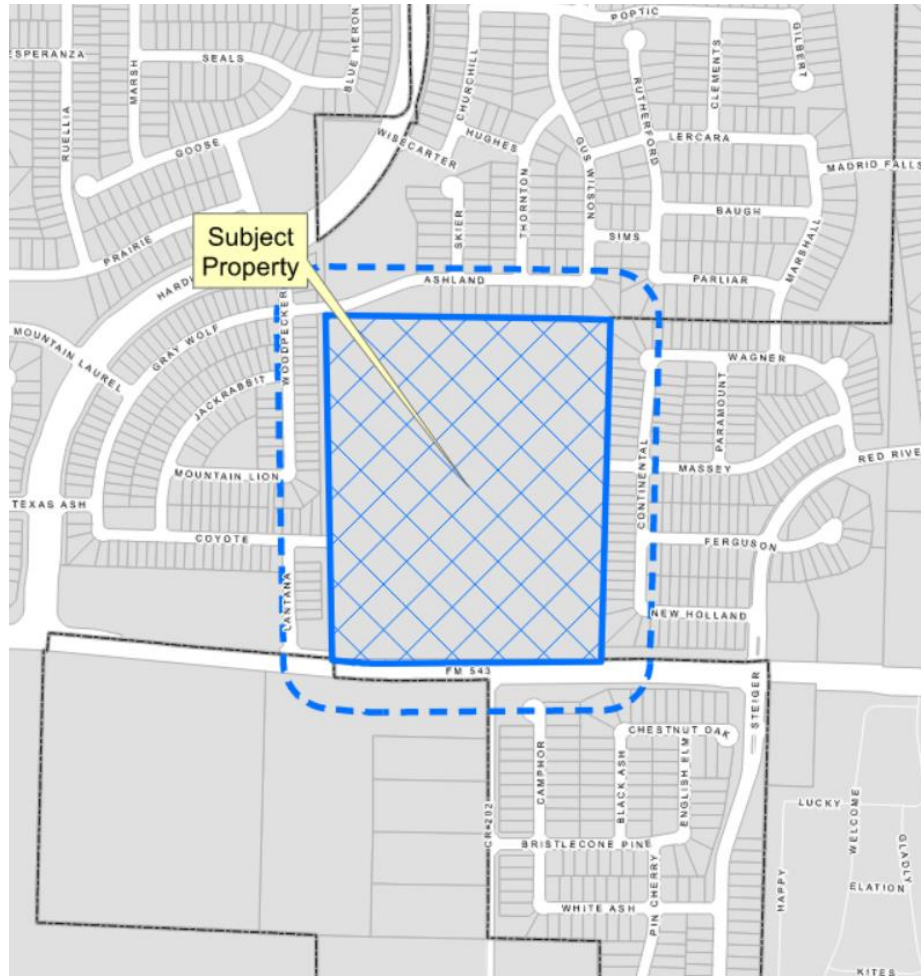 POPTIC
GILBERT
ESPERANZA
SEALS
BLUE HERON
MARSH
RUELLIA
GOOSE
CHURCHILL
CLEMENTS
RUTHERFORD
WISECARTER
HUGHES
GUS WILSON
LERCARA
MADRID FALLS
THORNTON
SKIER
BAUGH
MARSHALL
SIMS
PRAIRIE
Subject
Property
ASHLAND
PARLIAR
WOODPECKER
GRAY WOLF
MOUNTAIN LAUREL
JACKRABBIT
WAGNER
PARAMOUNT
MOUNTAIN LION
CONTINENTAL
MASSEY
RED RIVE
TEXAS ASH
COYOTE
FERGUSON
LANTANA
NEW HOLLAND
FM 543
STEIGER
CHESTNUT OAK
CAMPHOR
BLACK ASH
ENGLISH ELM
CR 202
BRISTLECONE PINE
LUCKY
WELCOME
GLADLY
HAPPY
ELATION
WHITE ASH
PIN CHERRY
KITES